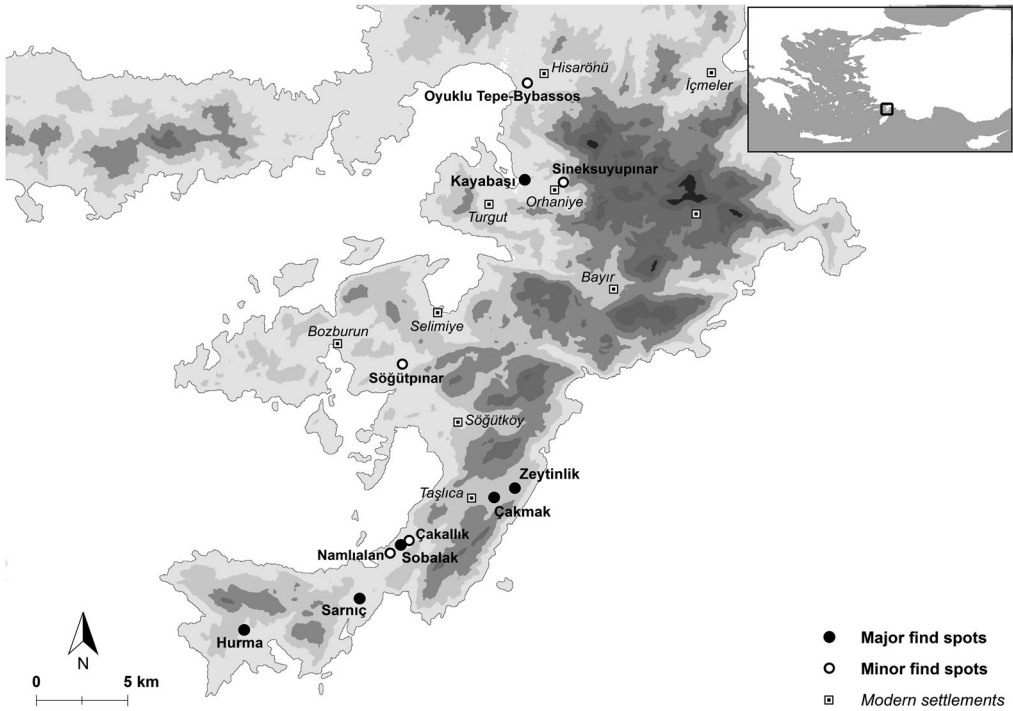 Hisarönü
İçmeler
Oyuklu Tepe-Bybassos
Sineksuyupınar
Kayabaşı
Orhaniye
Turgut
Bayır
Selimiye
Bozburun
Söğütpınar
Söğütköy
Zeytinlik
Taşlıca
Çakmak
Çakallık
Namlıalan
Sobalak
Sarnıç
Hurma
N
0 5 km
Major find spots
Minor find spots
Modern settlements